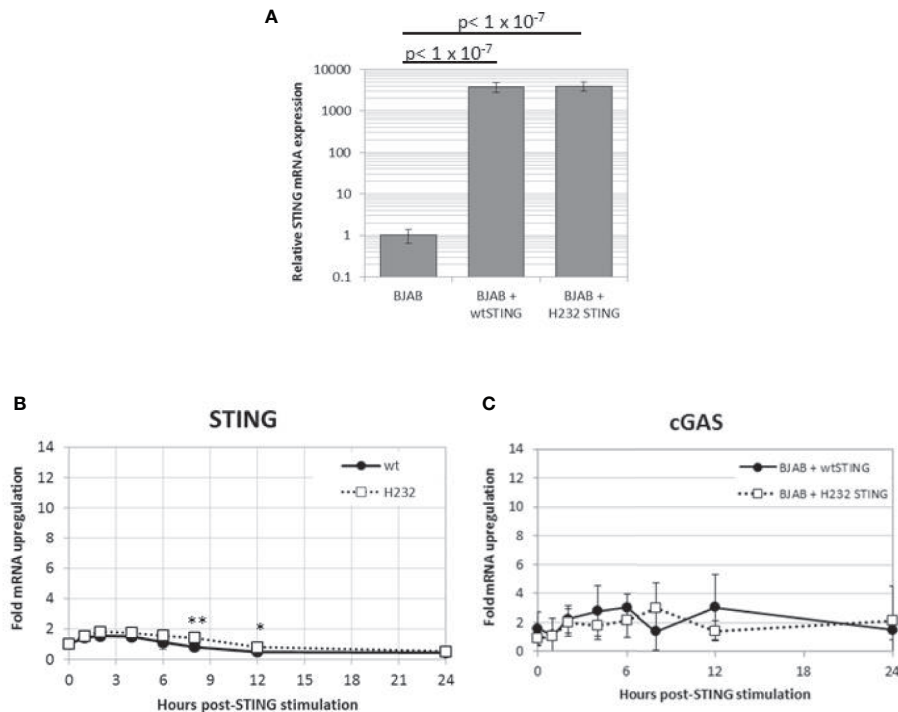 A
p< 1 x 10-7
p< 1 x 10-7
Relative STING mRNA expression
10000
1000
100
10
1
0.1
BJAB
BJAB +
wtSTING
BJAB +
H232 STING
B
STING
Fold mRNA upregulation
14
12
10
8
6
4
2
0
wt
H232
**
*
0 3 6 9 12 15 18 21 24
Hours post-STING stimulation
C
cGAS
Fold mRNA upregulation
14
12
10
8
6
4
2
0
BJAB + wtSTING
BJAB + H232 STING
0 6 12 18 24
Hours post-STING stimulation